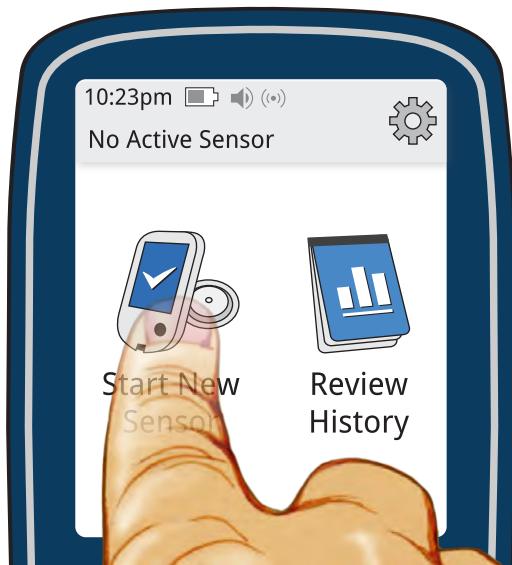 10:23pm
No Active Sensor
Start New
Sensor
Review
History